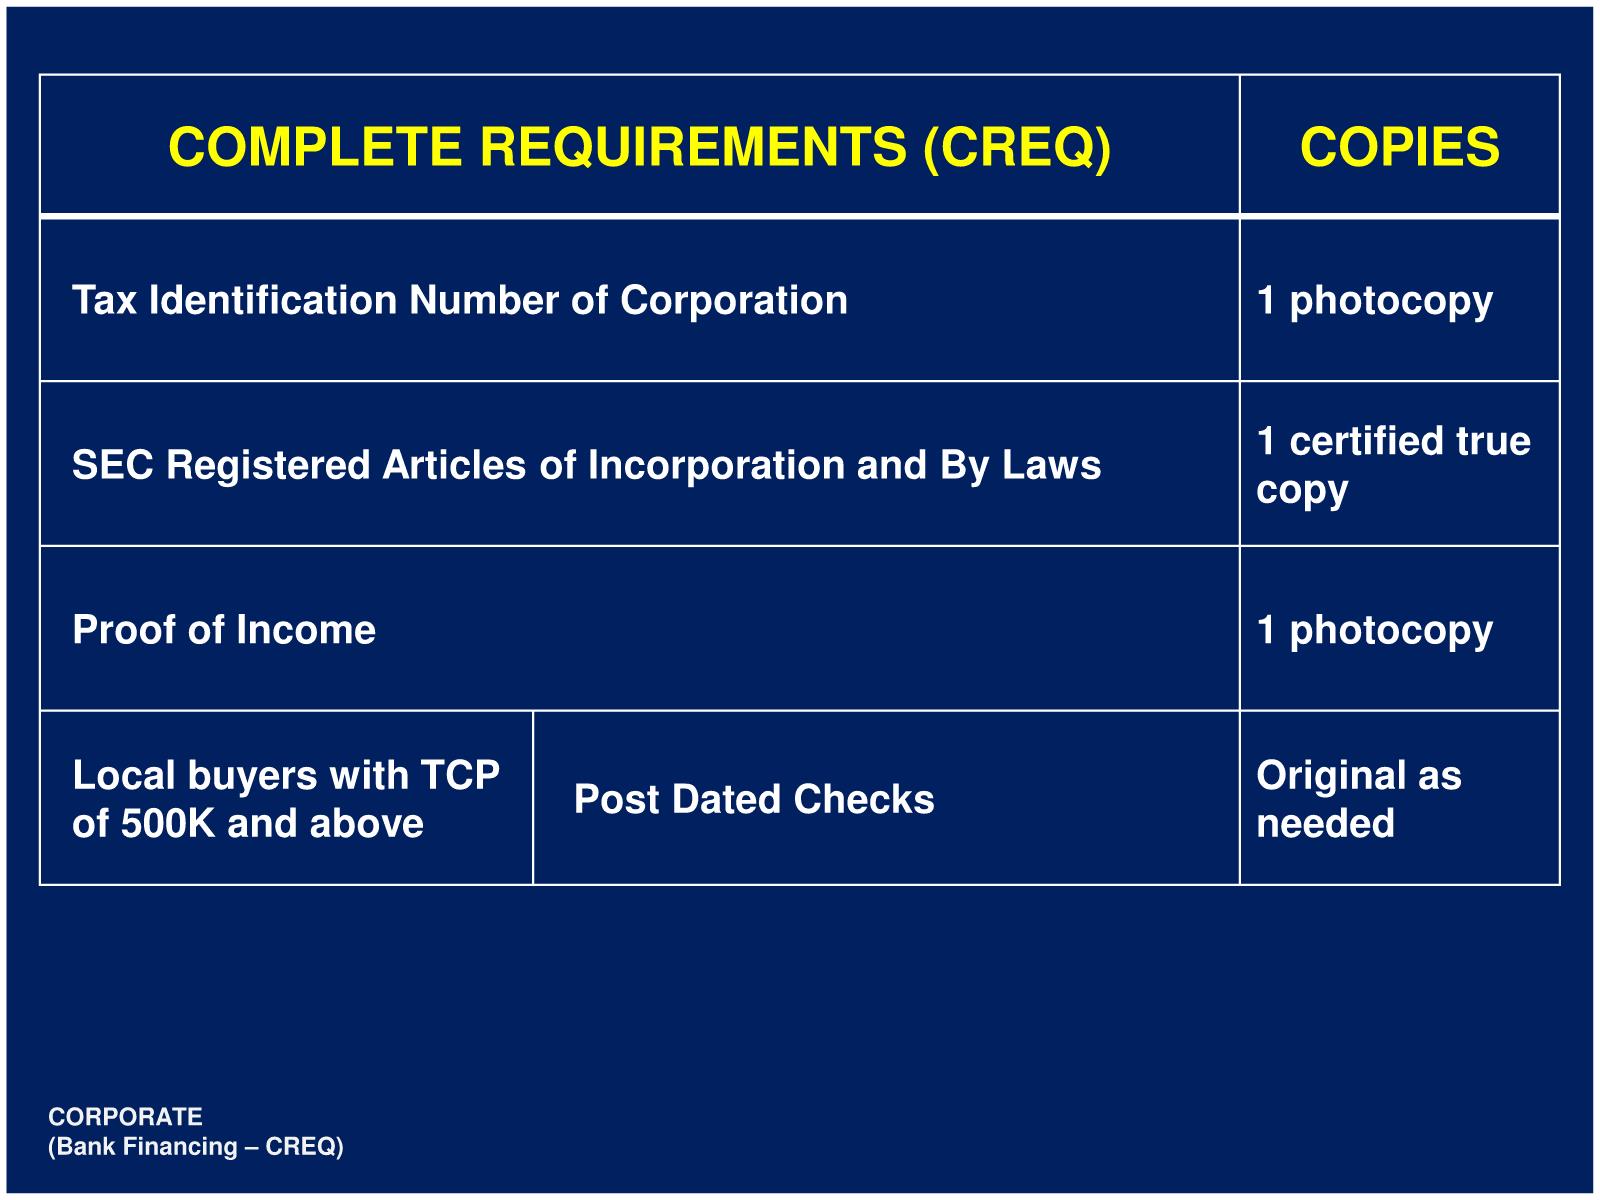 COMPLETE REQUIREMENTS (CREQ)
COPIES
Tax Identification Number of Corporation
1 photocopy
SEC Registered Articles of Incorporation and By Laws
1 certified true
copy
Proof of Income
1 photocopy
Local buyers with TCP
of 500K and above
Post Dated Checks
Original as
needed
CORPORATE
(Bank Financing – CREQ)